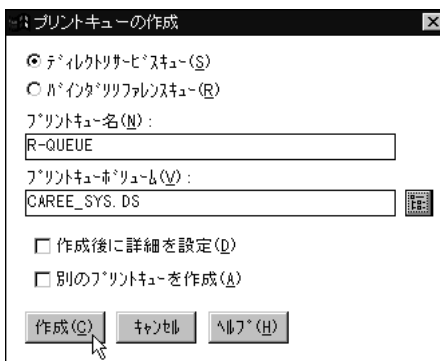 プリントキューの作成
ﾃﾞｨﾚｸﾄﾘｻｰﾋﾞｽｷｭｰ(S)
ﾊﾞｲﾝﾀﾞﾘﾘﾌｧﾚﾝｽｷｭｰ(R)
ﾌﾟﾘﾝﾄｷｭｰ名(N) :
R-QUEUE
ﾌﾟﾘﾝﾄｷｭｰﾎﾞﾘｭｰﾑ(V) :
CAREE_SYS.DS
作成後に詳細を設定(D)
別のﾌﾟﾘﾝﾄｷｭｰを作成(A)
作成(C) ｷｬﾝｾﾙ ﾍﾙﾌﾟ(H)